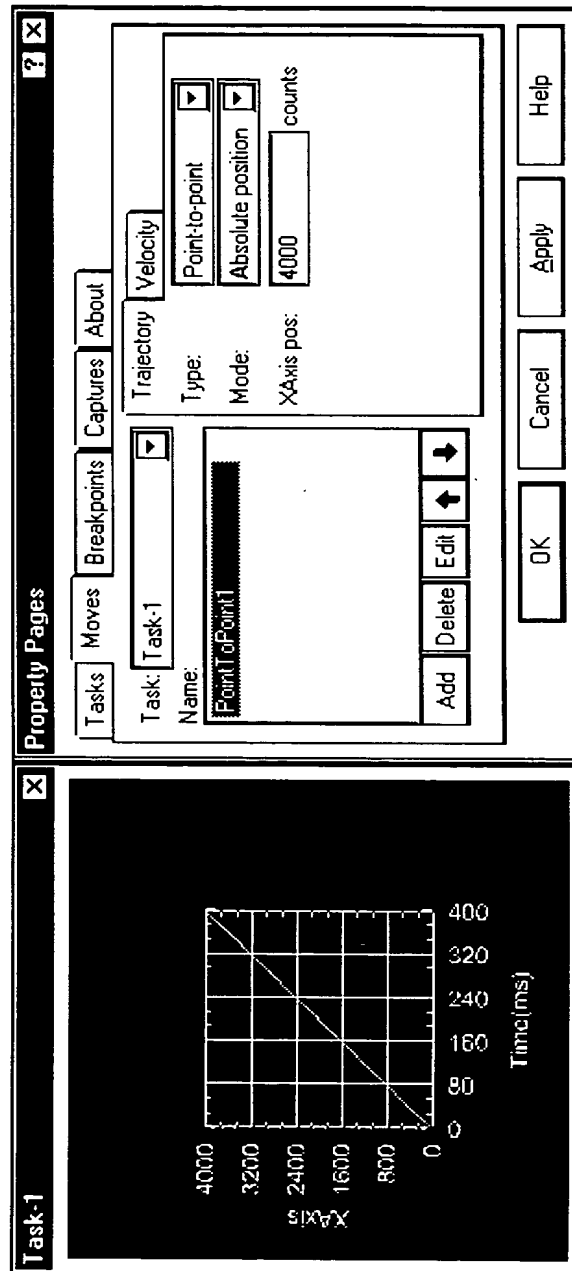 Task-1
XAxis
4000
3200
2400
1600
800
0
0 80 160 240 320 400
Time(ms)
Property Pages
Tasks Moves Breakpoints Captures About
Task: Task-1
Name:
PointToPoint1
Add Delete Edit
Trajectory Velocity
Type: Point-to-point
Mode: Absolute position
XAxis pos: 4000 counts
OK Cancel Apply Help